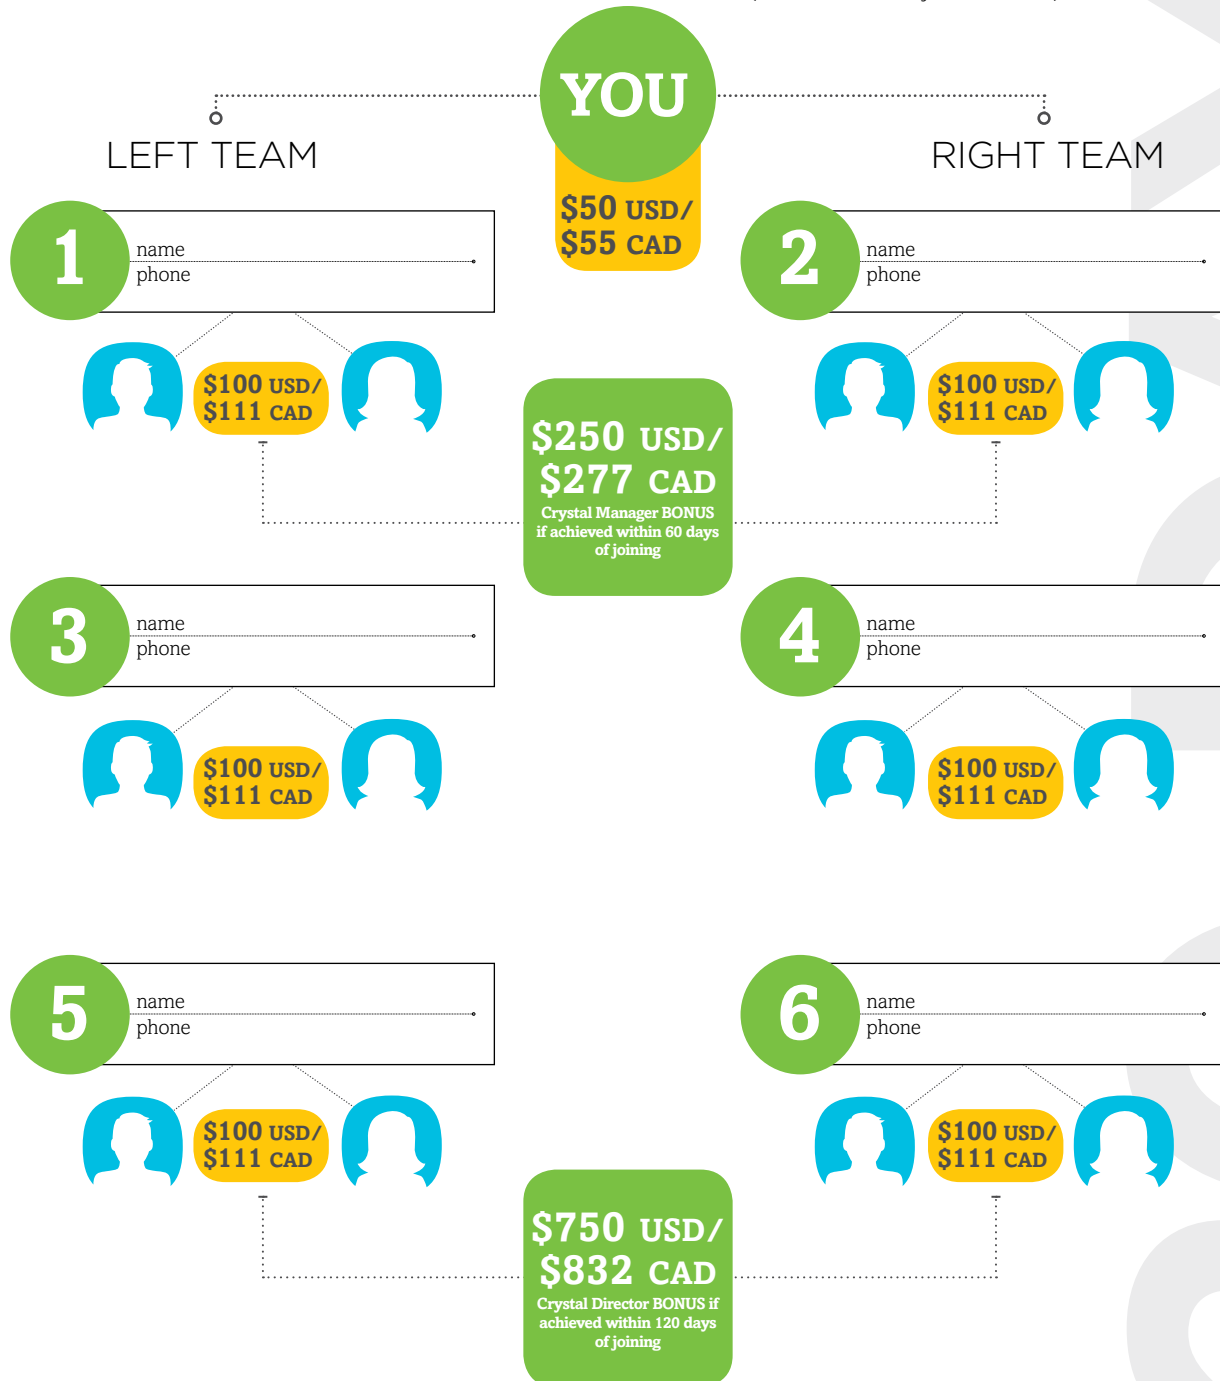 YOU
LEFT TEAM
RIGHT TEAM
$50 USD/
$55 CAD
1
name
phone
2
name
phone
$100 USD/
$111 CAD
$100 USD/
$111 CAD
$250 USD/
$277 CAD
Crystal Manager BONUS
if achieved within 60 days
of joining
3
name
phone
4
name
phone
$100 USD/
$111 CAD
$100 USD/
$111 CAD
5
name
phone
6
name
phone
$100 USD/
$111 CAD
$100 USD/
$111 CAD
$750 USD/
$832 CAD
Crystal Director BONUS if
achieved within 120 days
of joining